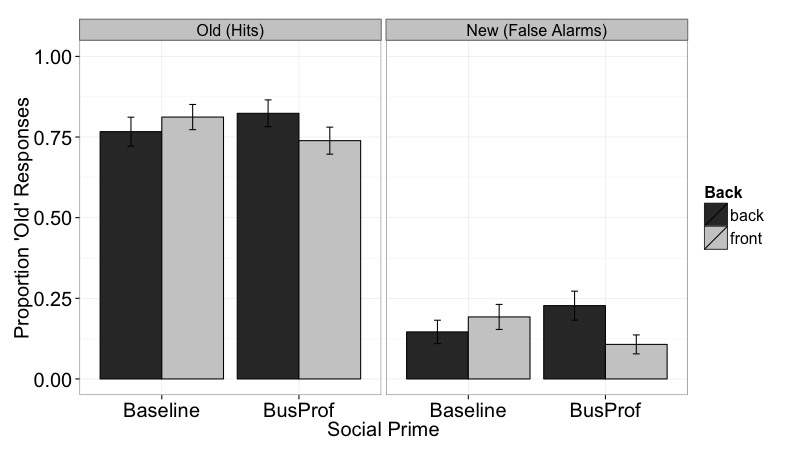 Old (Hits)
New (False Alarms)
Proportion 'Old' Responses
1.00
0.75
0.50
0.25
0.00
Baseline
BusProf
Baseline
BusProf
Social Prime
Back
back
front